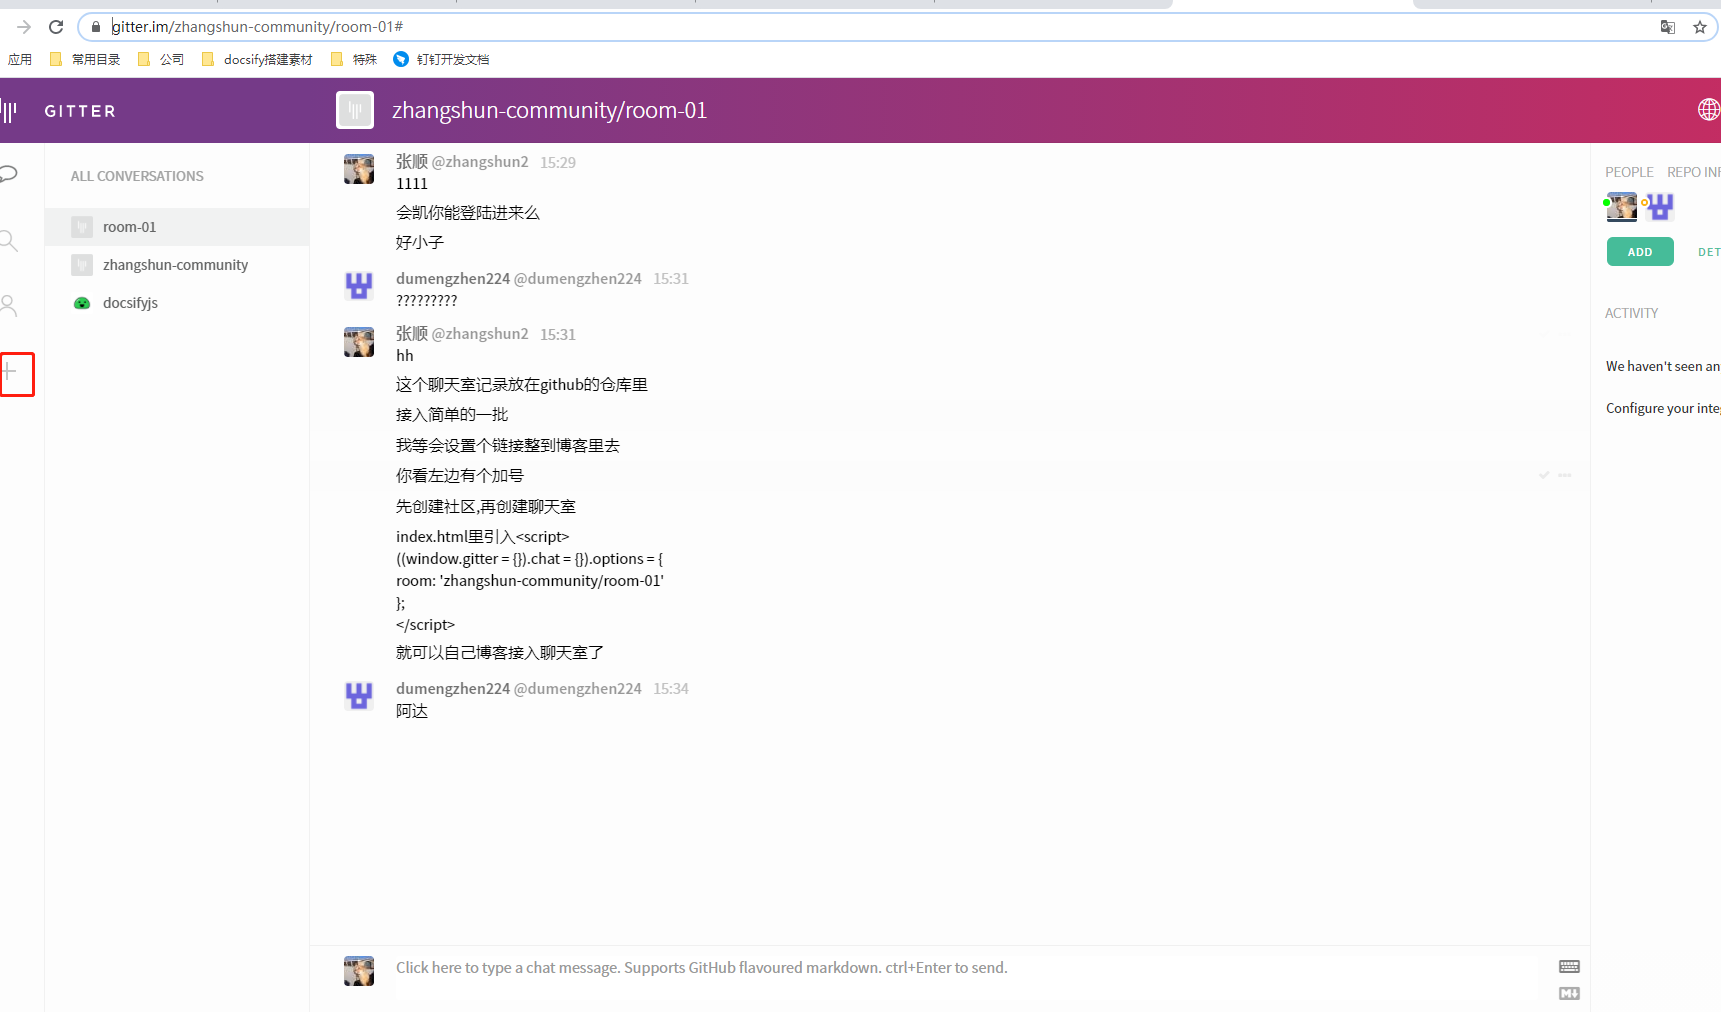 gitter.im/zhangshun-community/room-01#
应用 常用目录 公司 docsify搭建素材 特殊 钉钉开发文档
GITTER
zhangshun-community/room-01
ALL CONVERSATIONS
room-01
zhangshun-community
docsifyjs
张顺 @zhangshun2 15:29
1111
会凯你能登陆进来么
好小子
dumengzhen224 @dumengzhen224 15:31
?????????
张顺 @zhangshun2 15:31
hh
这个聊天室记录放在github的仓库里
接入简单的一批
我等会设置个链接整到博客里去
你看左边有个加号
先创建社区,再创建聊天室
index.html里引入<script>
((window.gitter = {}).chat = {}).options = {
room: 'zhangshun-community/room-01'
};
</script>
就可以自己博客接入聊天室了
dumengzhen224 @dumengzhen224 15:34
阿达
Click here to type a chat message. Supports GitHub flavoured markdown. ctrl+Enter to send.
M↓
PEOPLE REPO INF
ADD DET
ACTIVITY
We haven't seen an
Configure your inte